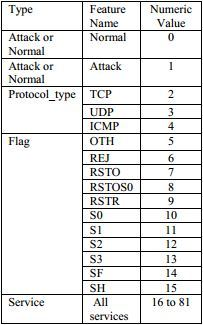 Type Feature Name Numeric Value
Attack or Normal Normal 0
Attack or Normal Attack 1
Protocol_type TCP 2
UDP 3
ICMP 4
Flag OTH 5
REJ 6
RSTO 7
RSTOS0 8
RSTR 9
S0 10
S1 11
S2 12
S3 13
SF 14
SH 15
Service All services 16 to 81